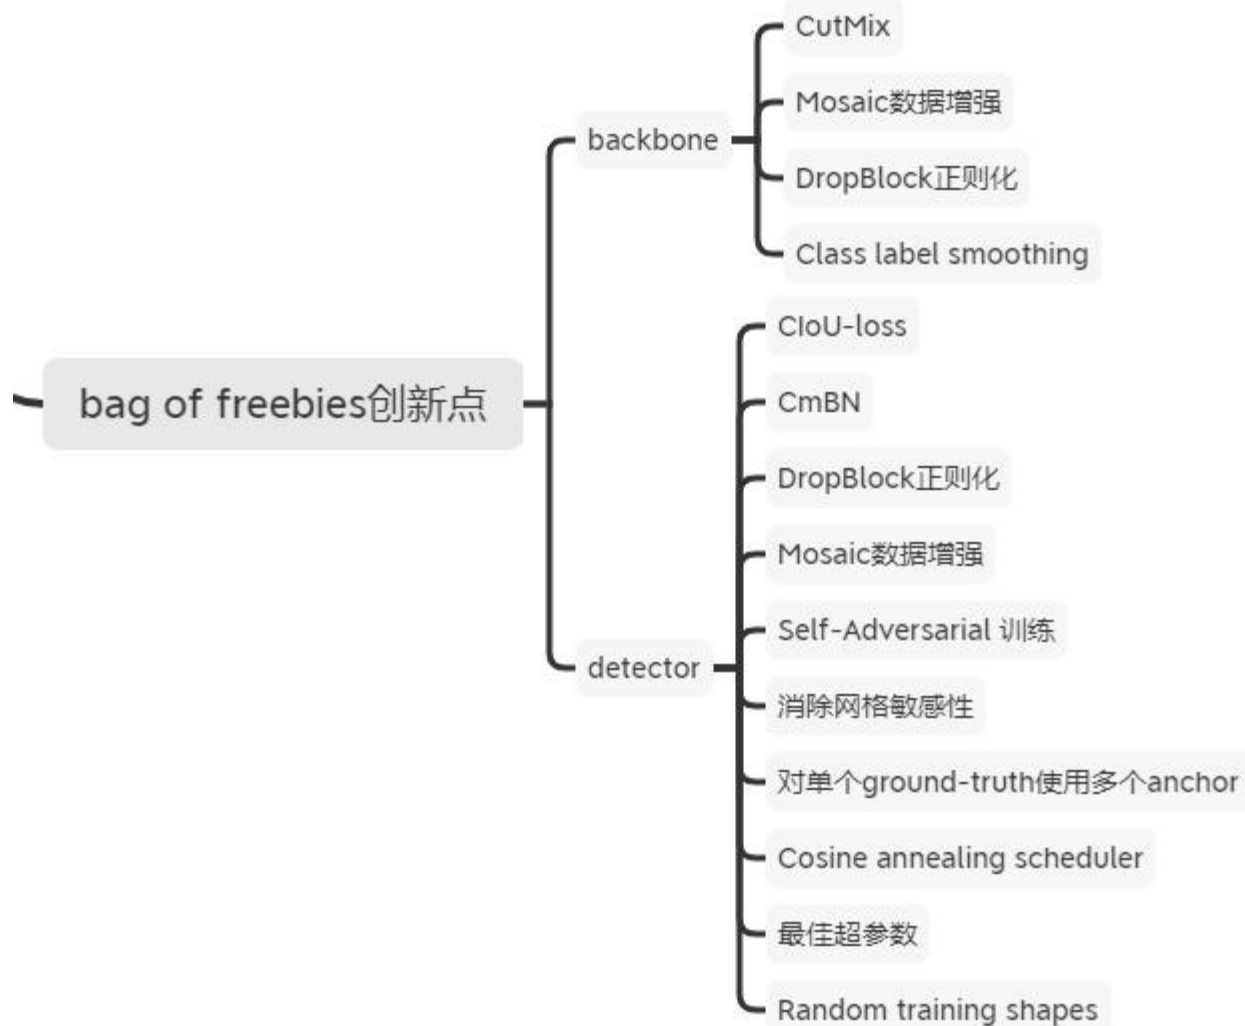 bag of freebies创新点
backbone
CutMix
Mosaic数据增强
DropBlock正则化
Class label smoothing
detector
CIoU-loss
CmBN
DropBlock正则化
Mosaic数据增强
Self-Adversarial 训练
消除网格敏感性
对单个ground-truth使用多个anchor
Cosine annealing scheduler
最佳超参数
Random training shapes